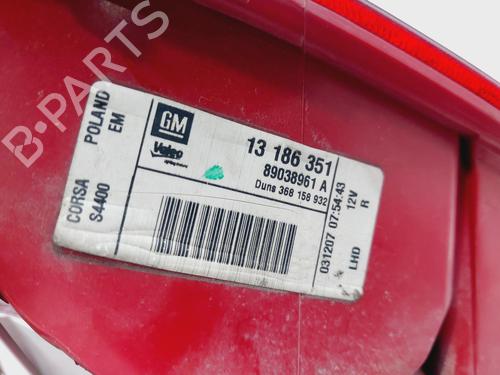 B-PARTS
CORSA POLAND
S4400 EM
GM
Valeo
13 186 351
89038961 A
Duns 368 158 932
031207 07:54:43
12V
LHD R